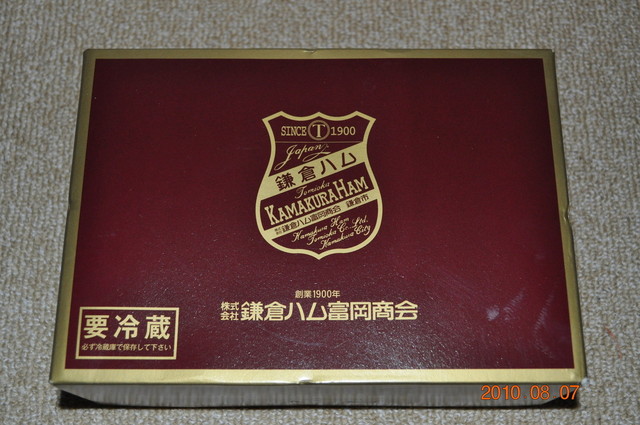 SINCE T 1900
Japan
鎌倉ハム
Tomioka
KAMAKURA HAM
株式会社 鎌倉ハム富岡商会 鎌倉市
Kamakura Ham
Tomioka Co. Ltd.
Kamakura City
創業1900年
株式会社 鎌倉ハム富岡商会
要冷蔵
必ず冷蔵庫で保存して下さい
2010 08 07